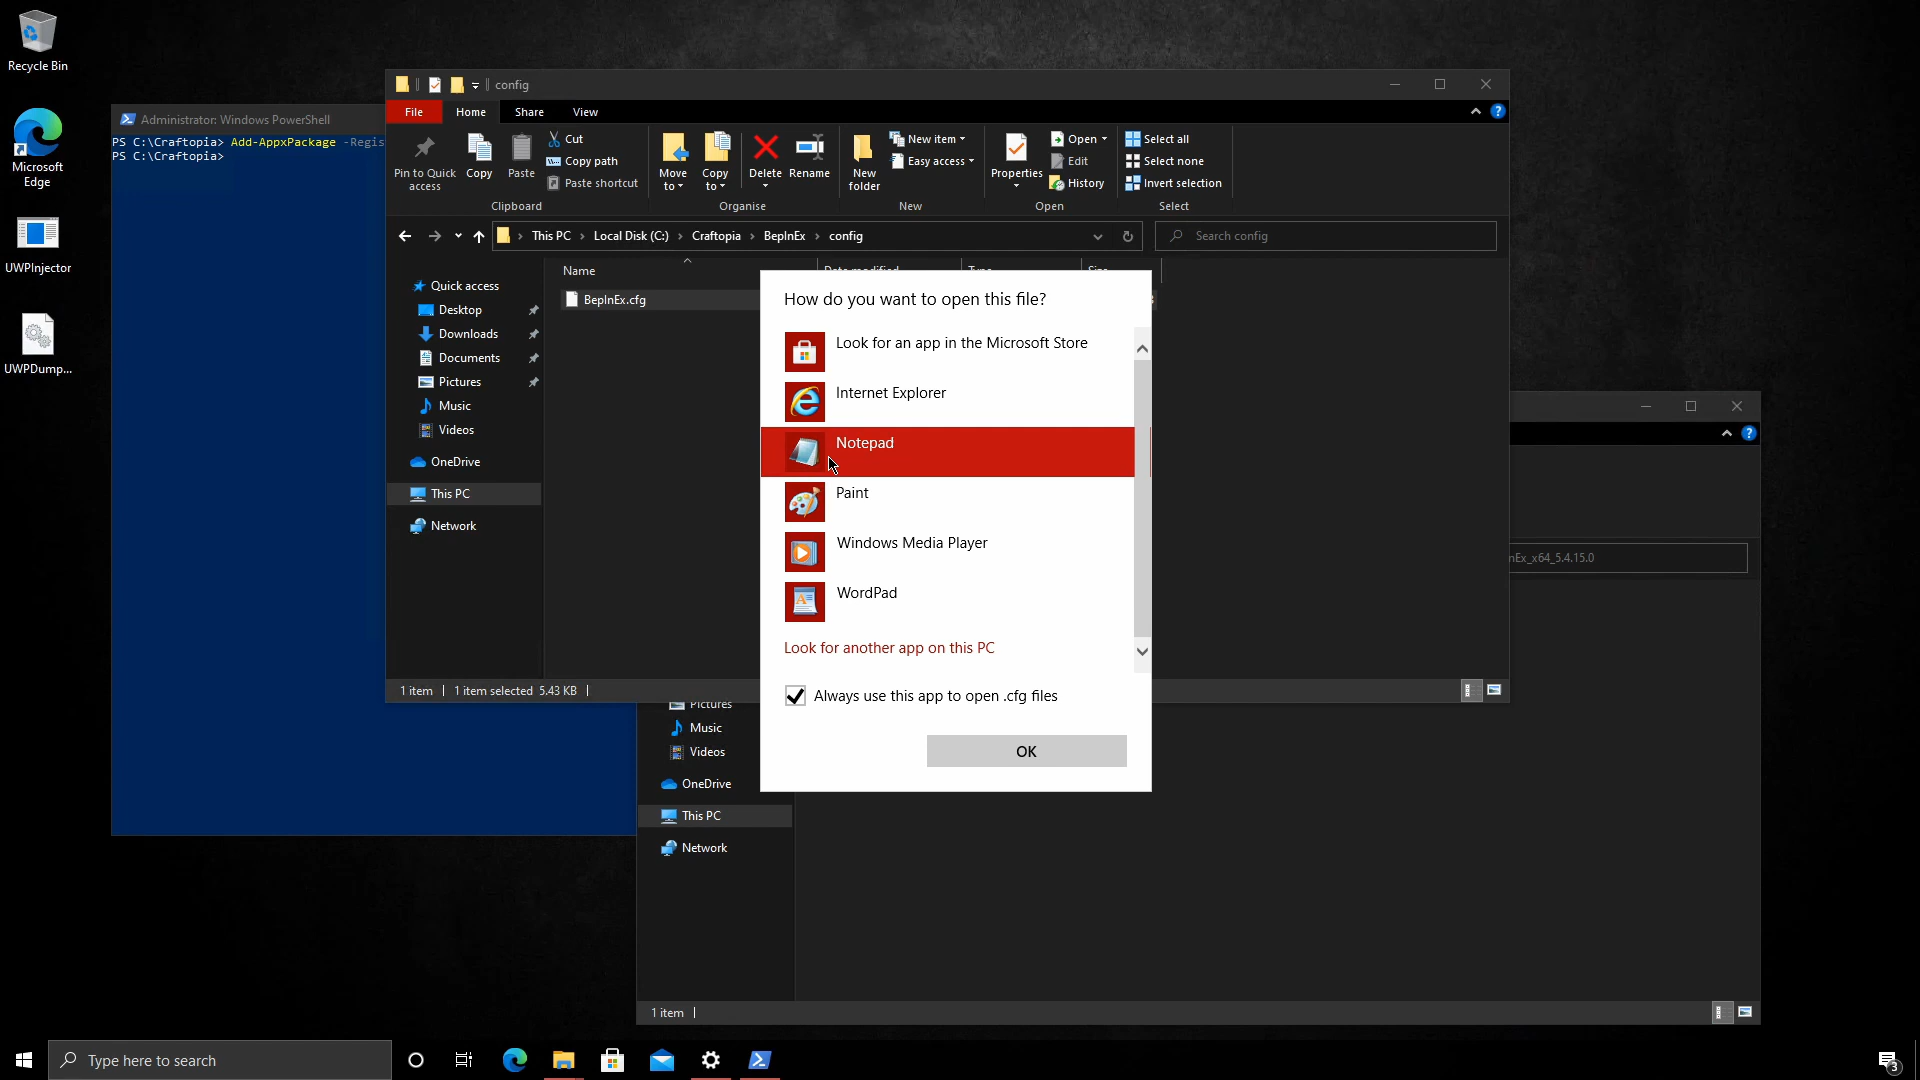 Recycle Bin
Microsoft
Edge
UWPInjector
UWPDump...
Administrator: Windows PowerShell
PS C:\Craftopia> Add-AppxPackage -Regis
PS C:\Craftopia>
config
File
Home
Share
View
Pin to Quick
access
Copy
Paste
Cut
Copy path
Paste shortcut
Clipboard
Move
to
Copy
to
Delete
Rename
Organise
New
folder
New item
Easy access
New
Properties
Open
Edit
History
Open
Select all
Select none
Invert selection
Select
This PC
Local Disk (C:)
Craftopia
BepInEx
config
Search config
Name
Date modified
Type
Size
BepInEx.cfg
Quick access
Desktop
Downloads
Documents
Pictures
Music
Videos
OneDrive
This PC
Network
1 item
1 item selected 5.43 KB
How do you want to open this file?
Look for an app in the Microsoft Store
Internet Explorer
Notepad
Paint
Windows Media Player
WordPad
Look for another app on this PC
Always use this app to open .cfg files
OK
nEx_x64_5.4.15.0
Pictures
Music
Videos
OneDrive
This PC
Network
1 item
Type here to search
3